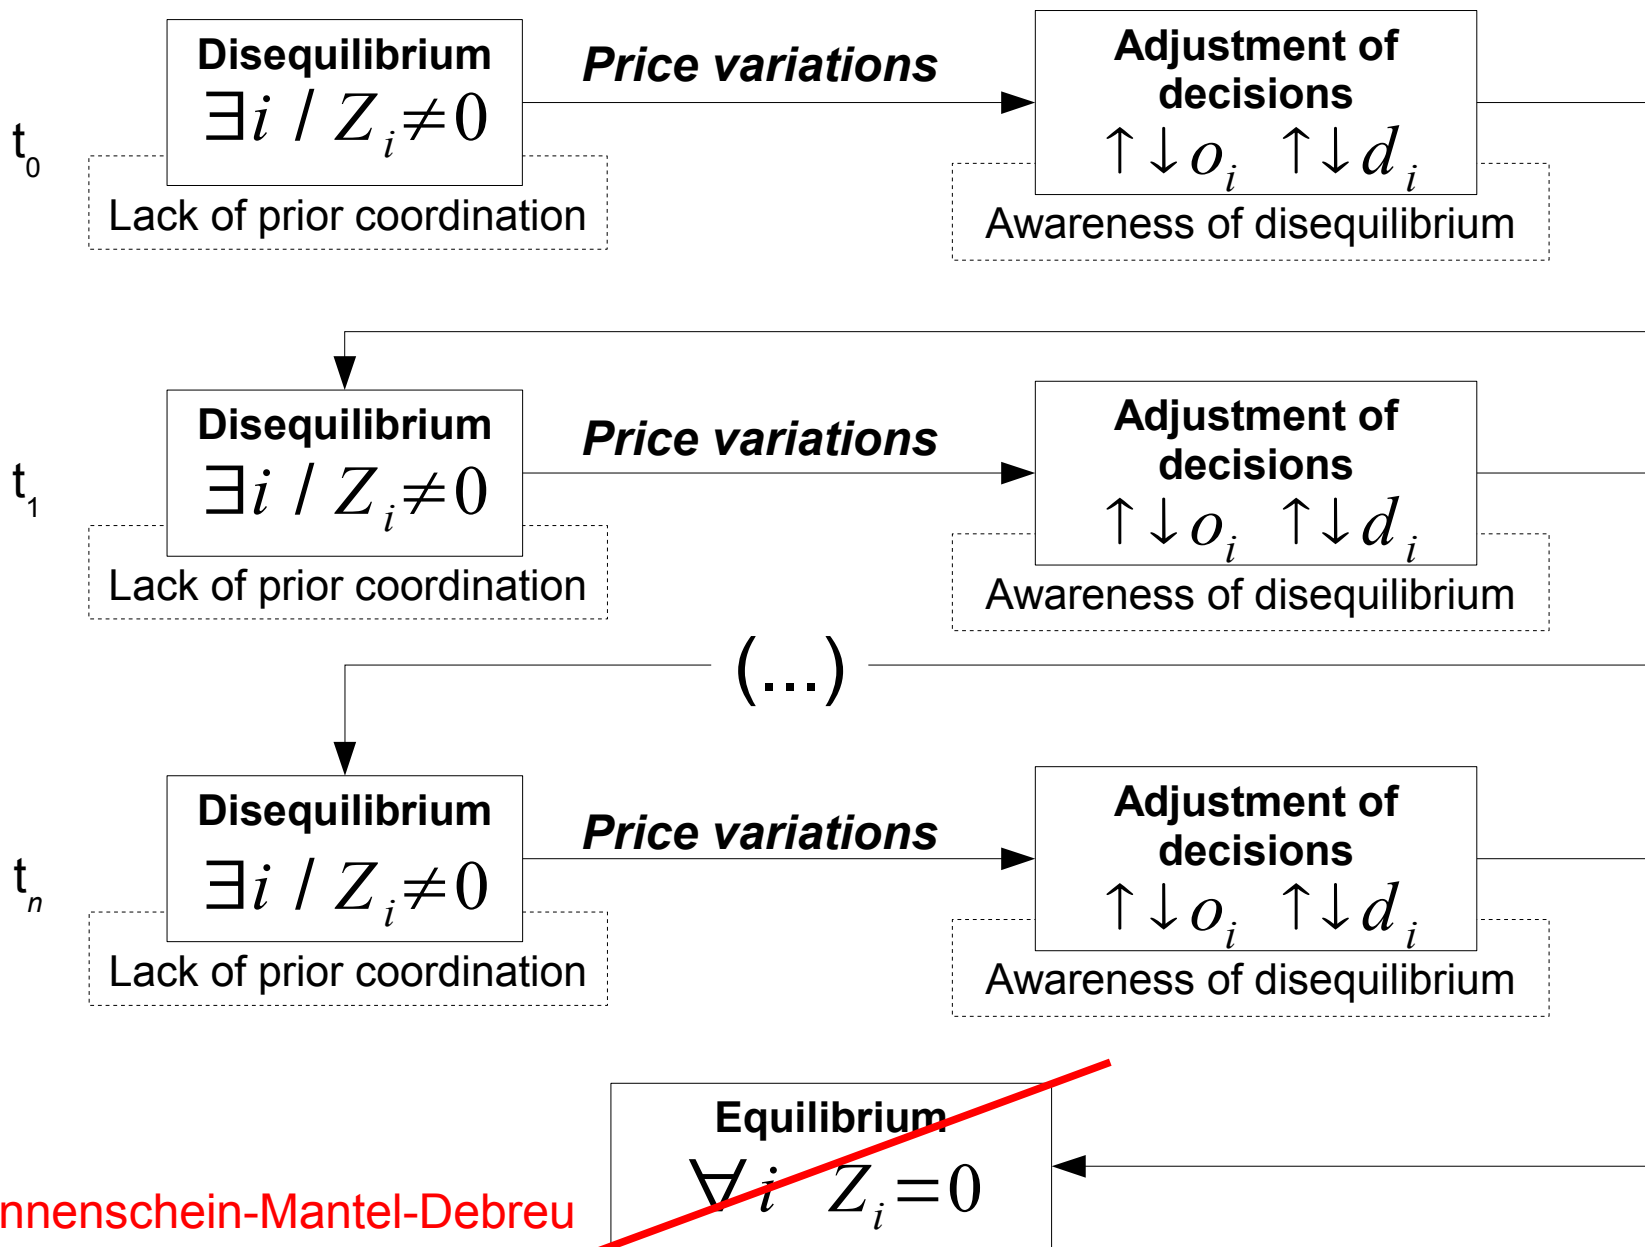 Disequilibrium
∃i / Z_i≠0
Price variations
Adjustment of
decisions
↑↓o_i ↑↓d_i
t_0
Lack of prior coordination
Awareness of disequilibrium
Disequilibrium
∃i / Z_i≠0
Price variations
Adjustment of
decisions
↑↓o_i ↑↓d_i
t_1
Lack of prior coordination
Awareness of disequilibrium
(...)
Disequilibrium
∃i / Z_i≠0
Price variations
Adjustment of
decisions
↑↓o_i ↑↓d_i
t_n
Lack of prior coordination
Awareness of disequilibrium
Equilibrium
∀i Z_i=0
nnenschein-Mantel-Debreu